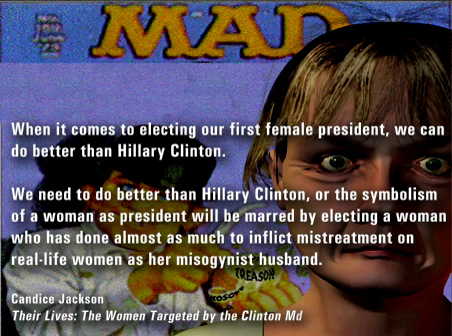 MAD
When it comes to electing our first female president, we can
do better than Hillary Clinton.
We need to do better than Hillary Clinton, or the symbolism
of a woman as president will be marred by electing a woman
who has done almost as much to inflict mistreatment on
real-life women as her misogynist husband.
TREASON
Candice Jackson
Their Lives: The Women Targeted by the Clinton Md